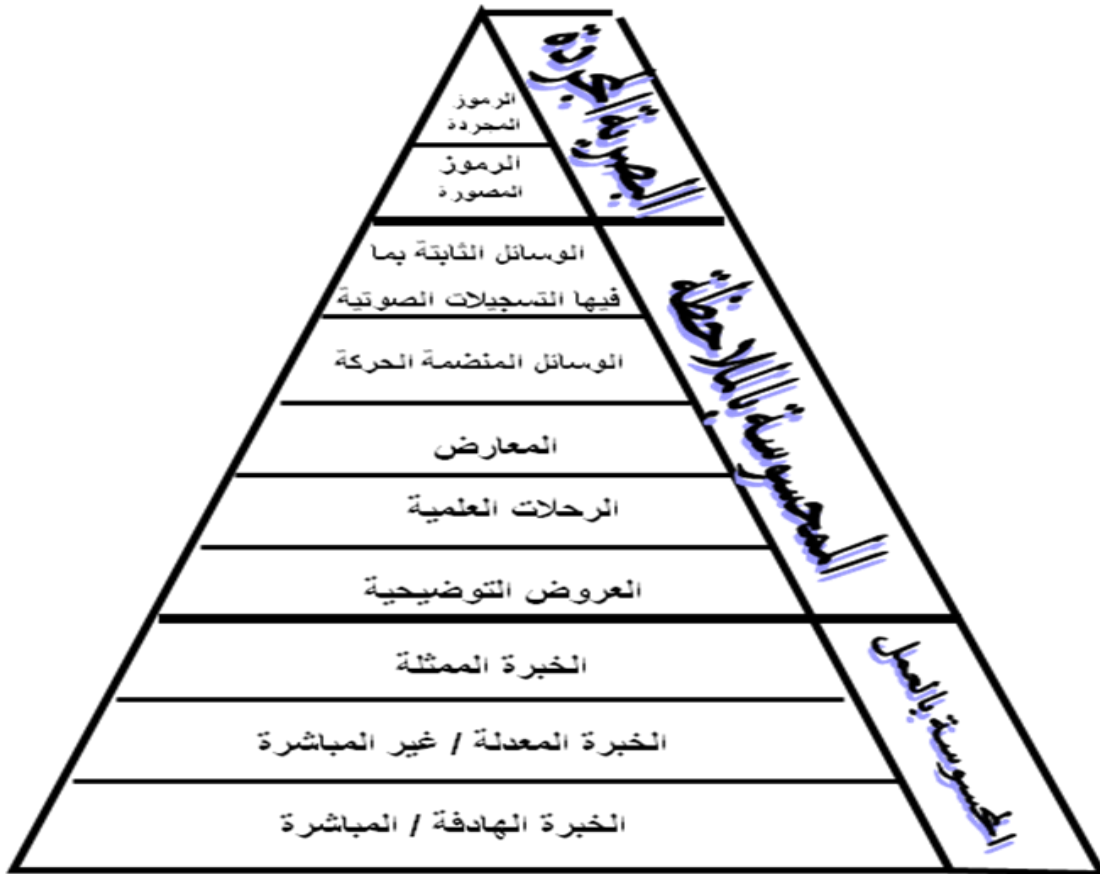 الرموز
المجردة
الرموز
المصورة
الوسائل الثابتة بما
فيها التسجيلات الصوتية
الوسائل المنضمة الحركة
المعارض
الرحلات العلمية
العروض التوضيحية
الخبرة الممثلة
الخبرة المعدلة / غير المباشرة
الخبرة الهادفة / المباشرة
البصرية المجردة
المحسوسة بالملاحظة
المحسوسة بالعمل